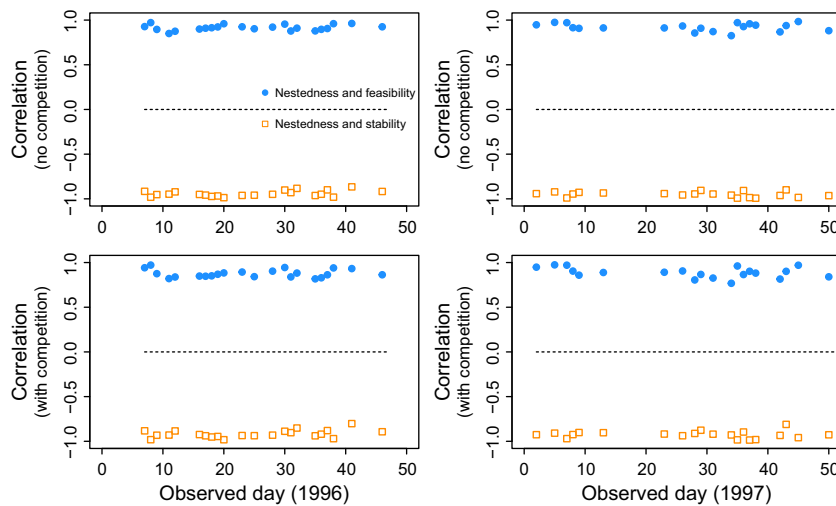 Correlation
(no competition)
1.0
0.5
0.0
−0.5
−1.0
Nestedness and feasibility
Nestedness and stability
0 10 20 30 40 50
Correlation
(no competition)
1.0
0.5
0.0
−0.5
−1.0
0 10 20 30 40 50
Correlation
(with competition)
1.0
0.5
0.0
−0.5
−1.0
0 10 20 30 40 50
Observed day (1996)
Correlation
(with competition)
1.0
0.5
0.0
−0.5
−1.0
0 10 20 30 40 50
Observed day (1997)